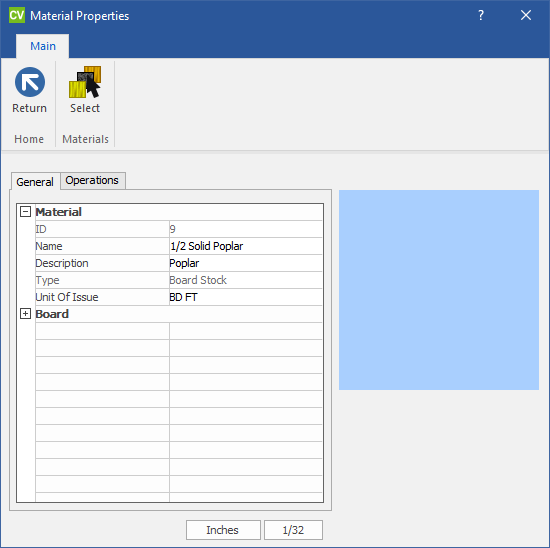 CV Material Properties ?
Main
Return Select
Home Materials
General Operations
Material
ID 9
Name 1/2 Solid Poplar
Description Poplar
Type Board Stock
Unit Of Issue BD FT
Board
Inches 1/32